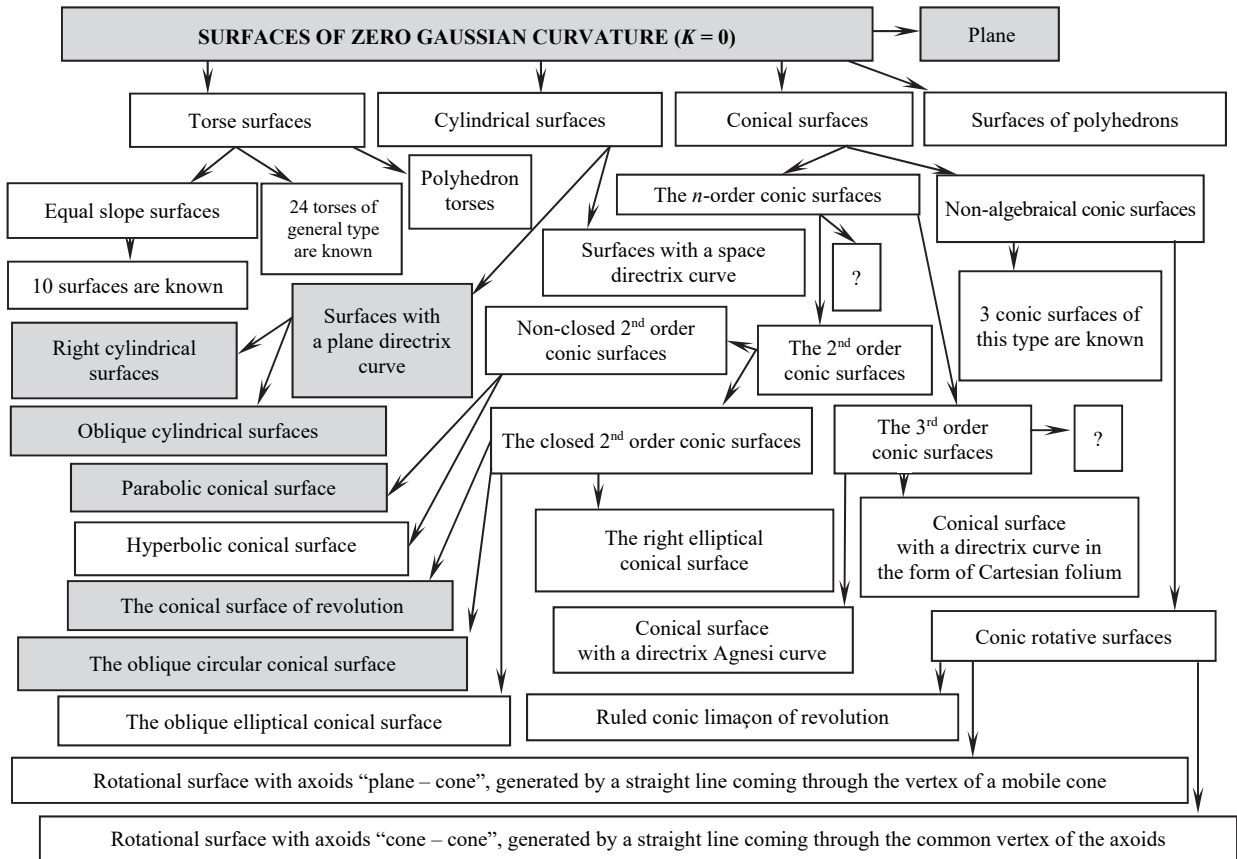 SURFACES OF ZERO GAUSSIAN CURVATURE (K = 0)
Plane
Torse surfaces
Cylindrical surfaces
Conical surfaces
Surfaces of polyhedrons
Equal slope surfaces
24 torses of
general type
are known
Polyhedron
torses
The n-order conic surfaces
Non-algebraical conic surfaces
10 surfaces are known
Surfaces with a space
directrix curve
?
3 conic surfaces of
this type are known
Right cylindrical
surfaces
Surfaces with
a plane directrix
curve
Non-closed 2nd order
conic surfaces
The 2nd order
conic surfaces
Oblique cylindrical surfaces
The closed 2nd order conic surfaces
The 3rd order
conic surfaces
?
Parabolic conical surface
Hyperbolic conical surface
The right elliptical
conical surface
Conical surface
with a directrix curve in
the form of Cartesian folium
The conical surface of revolution
Conical surface
with a directrix Agnesi curve
Conic rotative surfaces
The oblique circular conical surface
The oblique elliptical conical surface
Ruled conic limaçon of revolution
Rotational surface with axoids “plane – cone”, generated by a straight line coming through the vertex of a mobile cone
Rotational surface with axoids “cone – cone”, generated by a straight line coming through the common vertex of the axoids